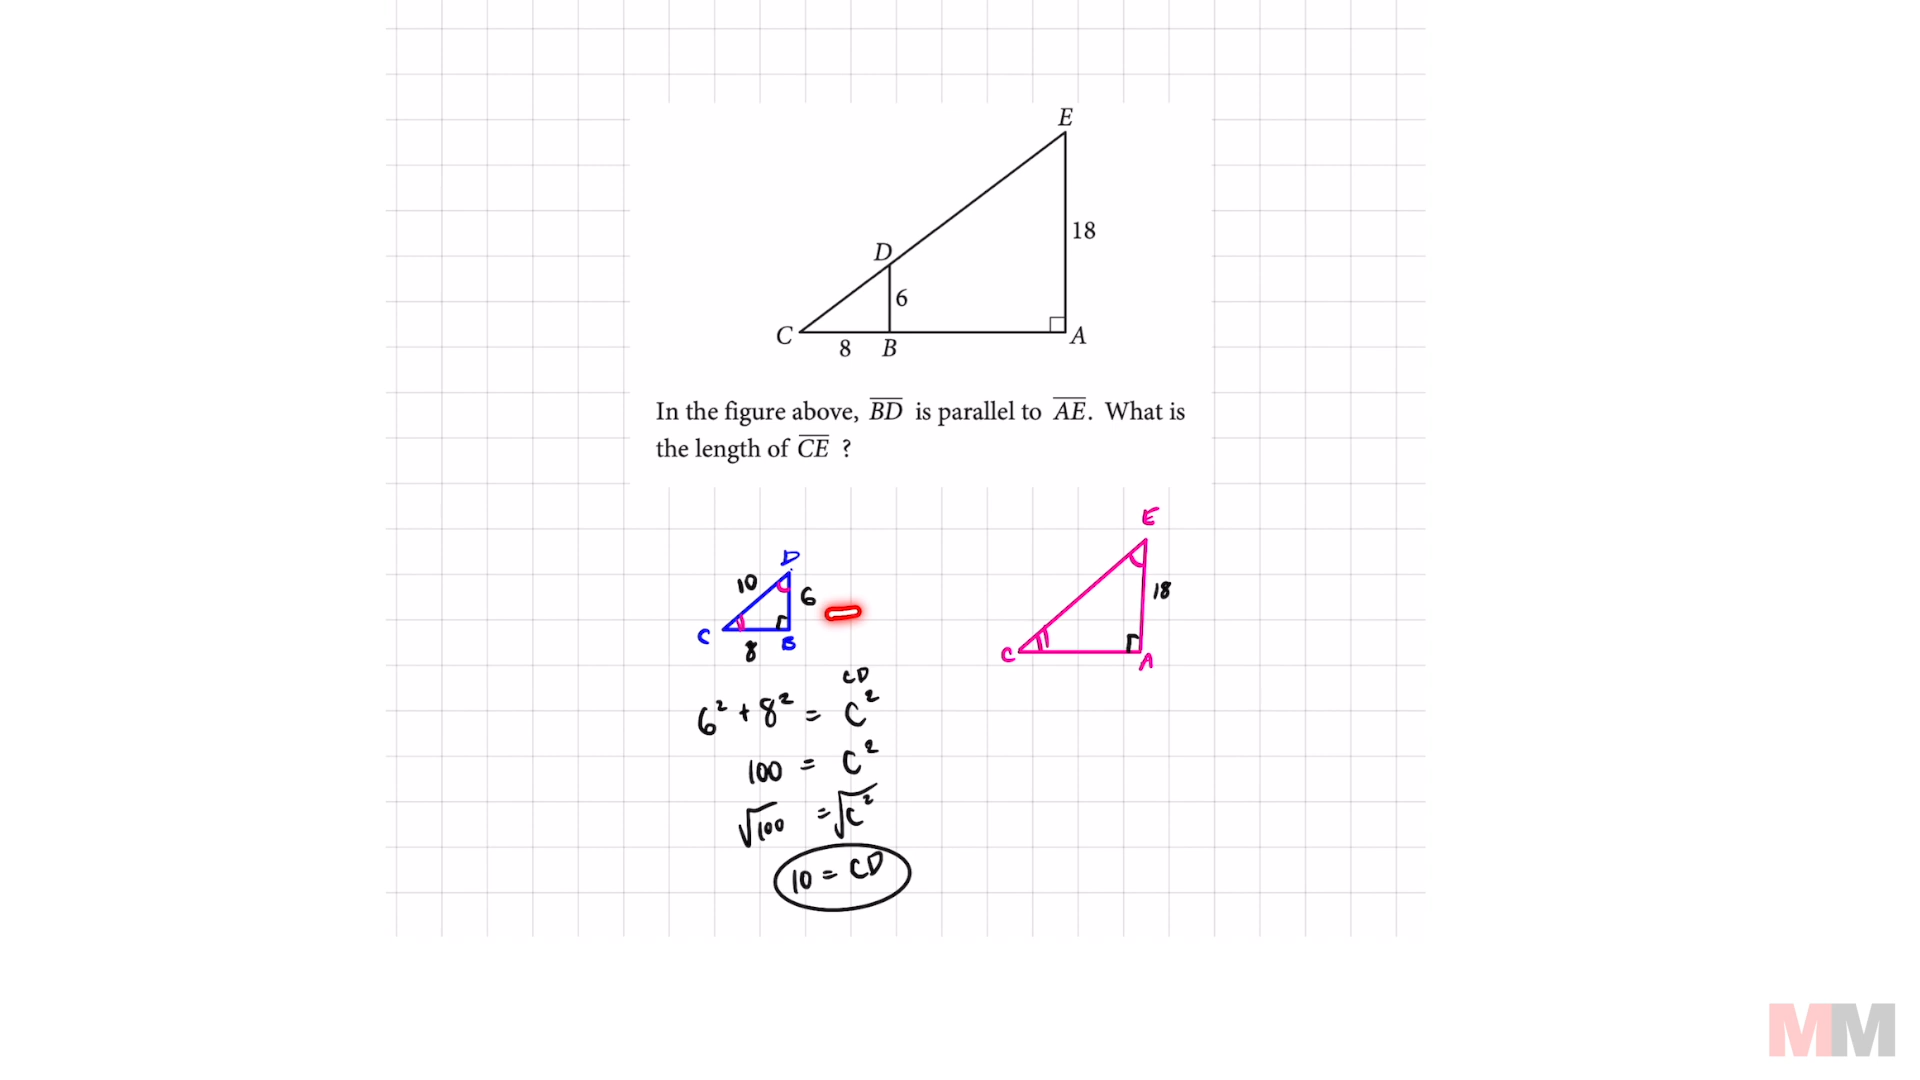 E
18
D
6
C
A
8
B
In the figure above, BD is parallel to AE. What is
the length of CE ?
E
D
10
6
18
C
8
B
C
A
CD
6² + 8² = C²
100 = C²
√100 = √C²
10 = CD
MM